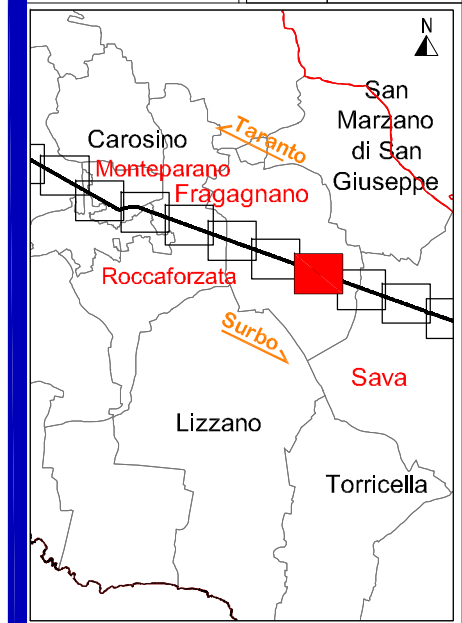 N
San
Marzano
di San
Giuseppe
Taranto
Carosino
Monteparano
Fragagnano
Roccaforzata
Surbo
Sava
Lizzano
Torricella